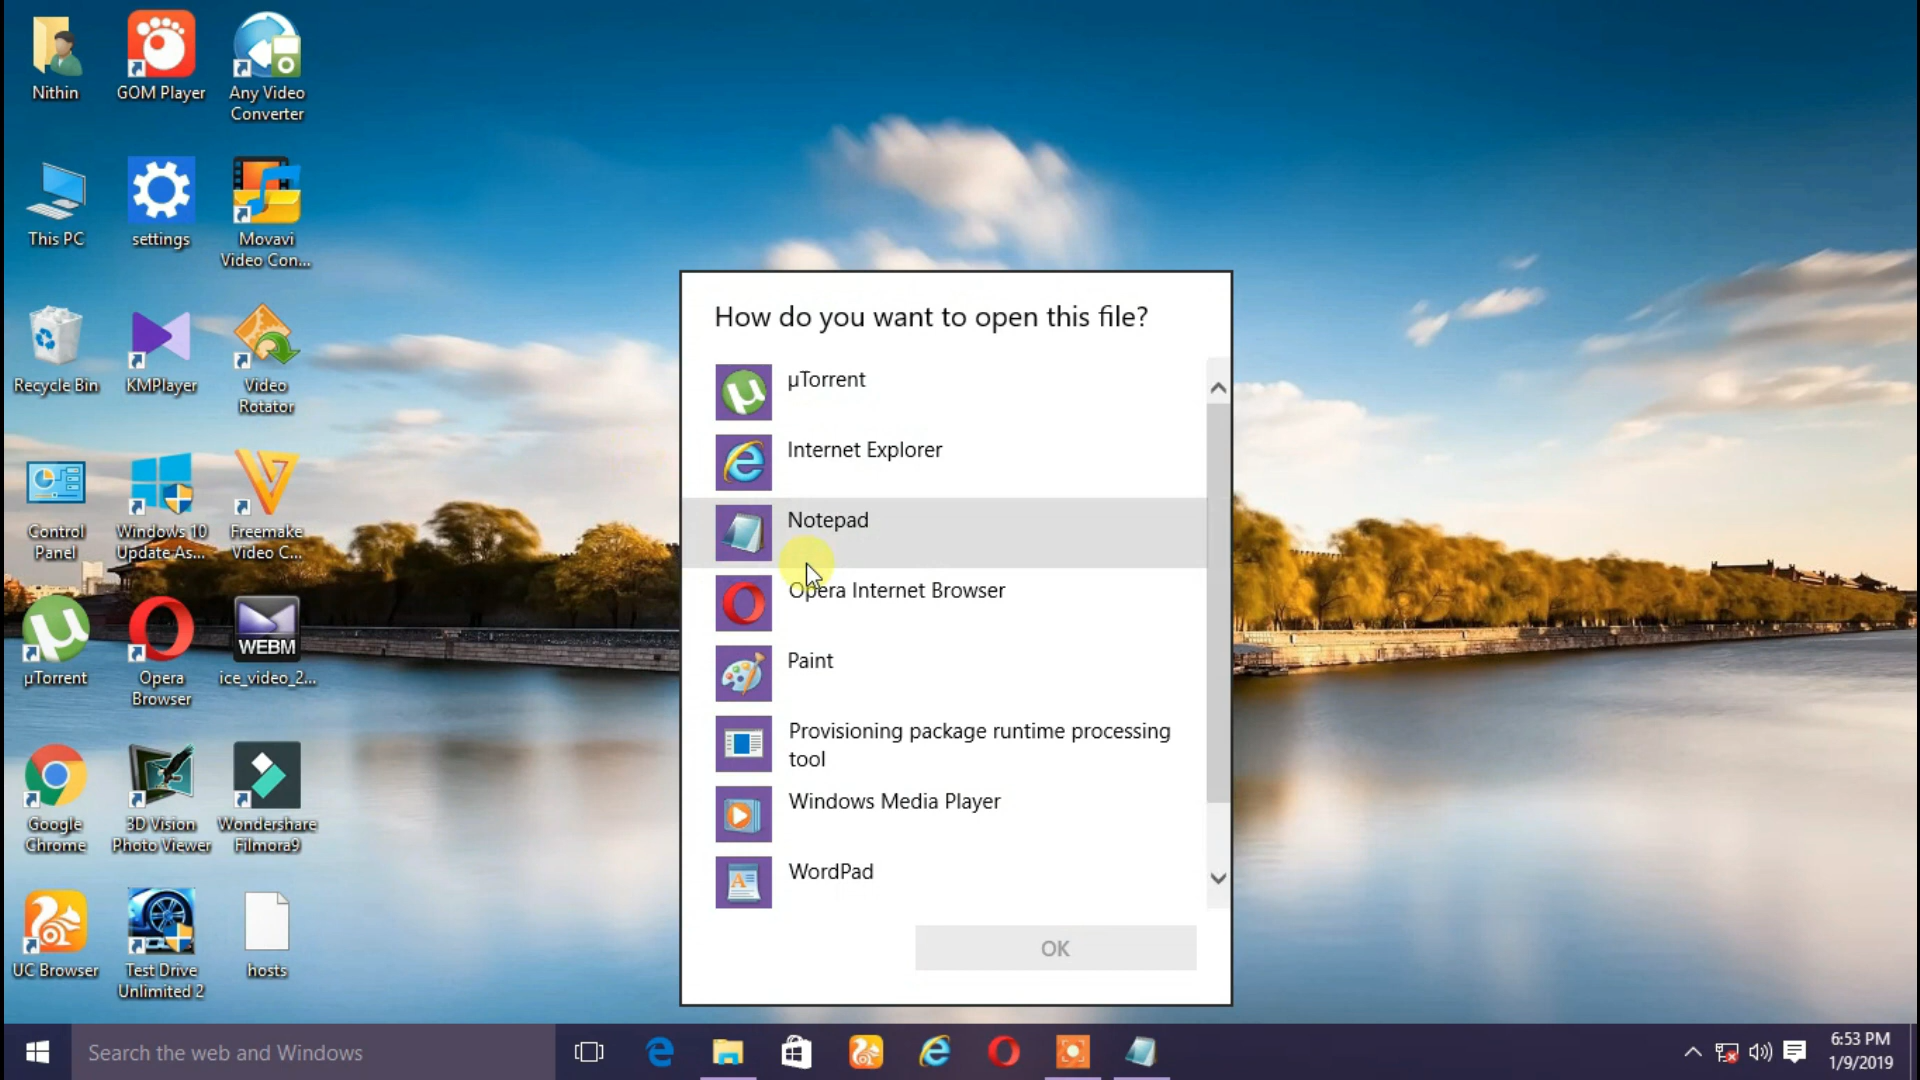 Nithin
GOM Player
Any Video
Converter
This PC
settings
Movavi
Video Con...
Recycle Bin
KMPlayer
Video
Rotator
Control
Panel
Windows 10
Update As...
Freemake
Video C...
µTorrent
Opera
Browser
WEBM
ice_video_2...
Google
Chrome
3D Vision
Photo Viewer
Wondershare
Filmora9
UC Browser
Test Drive
Unlimited 2
hosts
How do you want to open this file?
µTorrent
Internet Explorer
Notepad
Opera Internet Browser
Paint
Provisioning package runtime processing
tool
Windows Media Player
WordPad
OK
Search the web and Windows
6:53 PM
1/9/2019